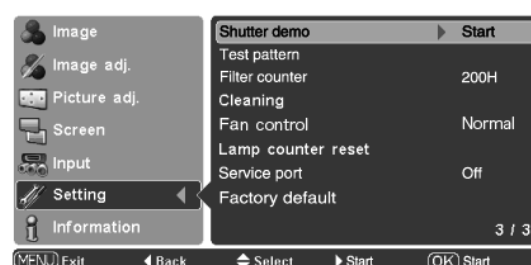 Image
Image adj.
Picture adj.
Screen
Input
Setting
Information
Shutter demo Start
Test pattern
Filter counter 200H
Cleaning
Fan control Normal
Lamp counter reset
Service port Off
Factory default
3 / 3
MENU Exit Back Select Start OK Start